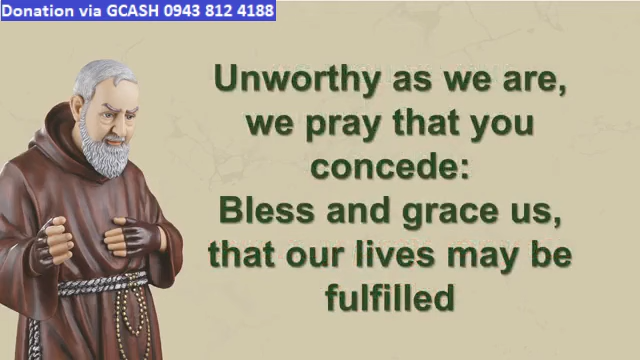 Donation via GCASH 0943 812 4188
Unworthy as we are,
we pray that you
concede:
Bless and grace us,
that our lives may be
fulfilled